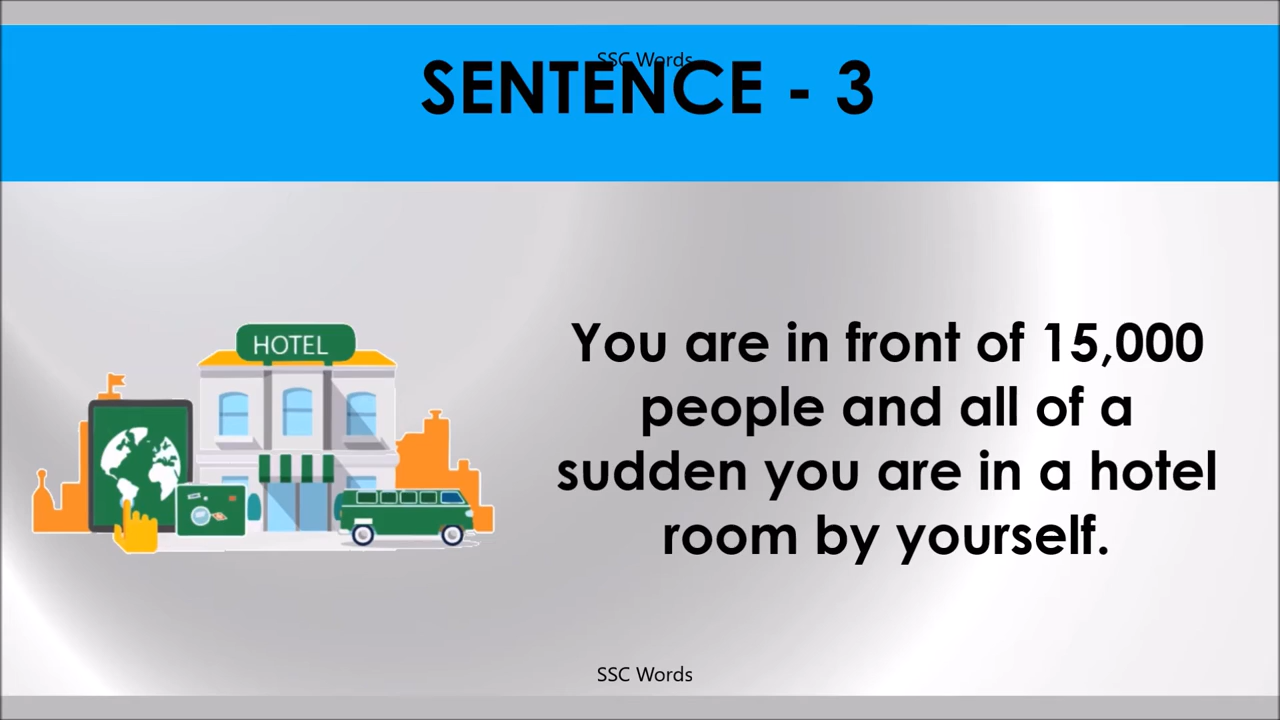 SSC Words
SENTENCE - 3
HOTEL
You are in front of 15,000
people and all of a
sudden you are in a hotel
room by yourself.
SSC Words